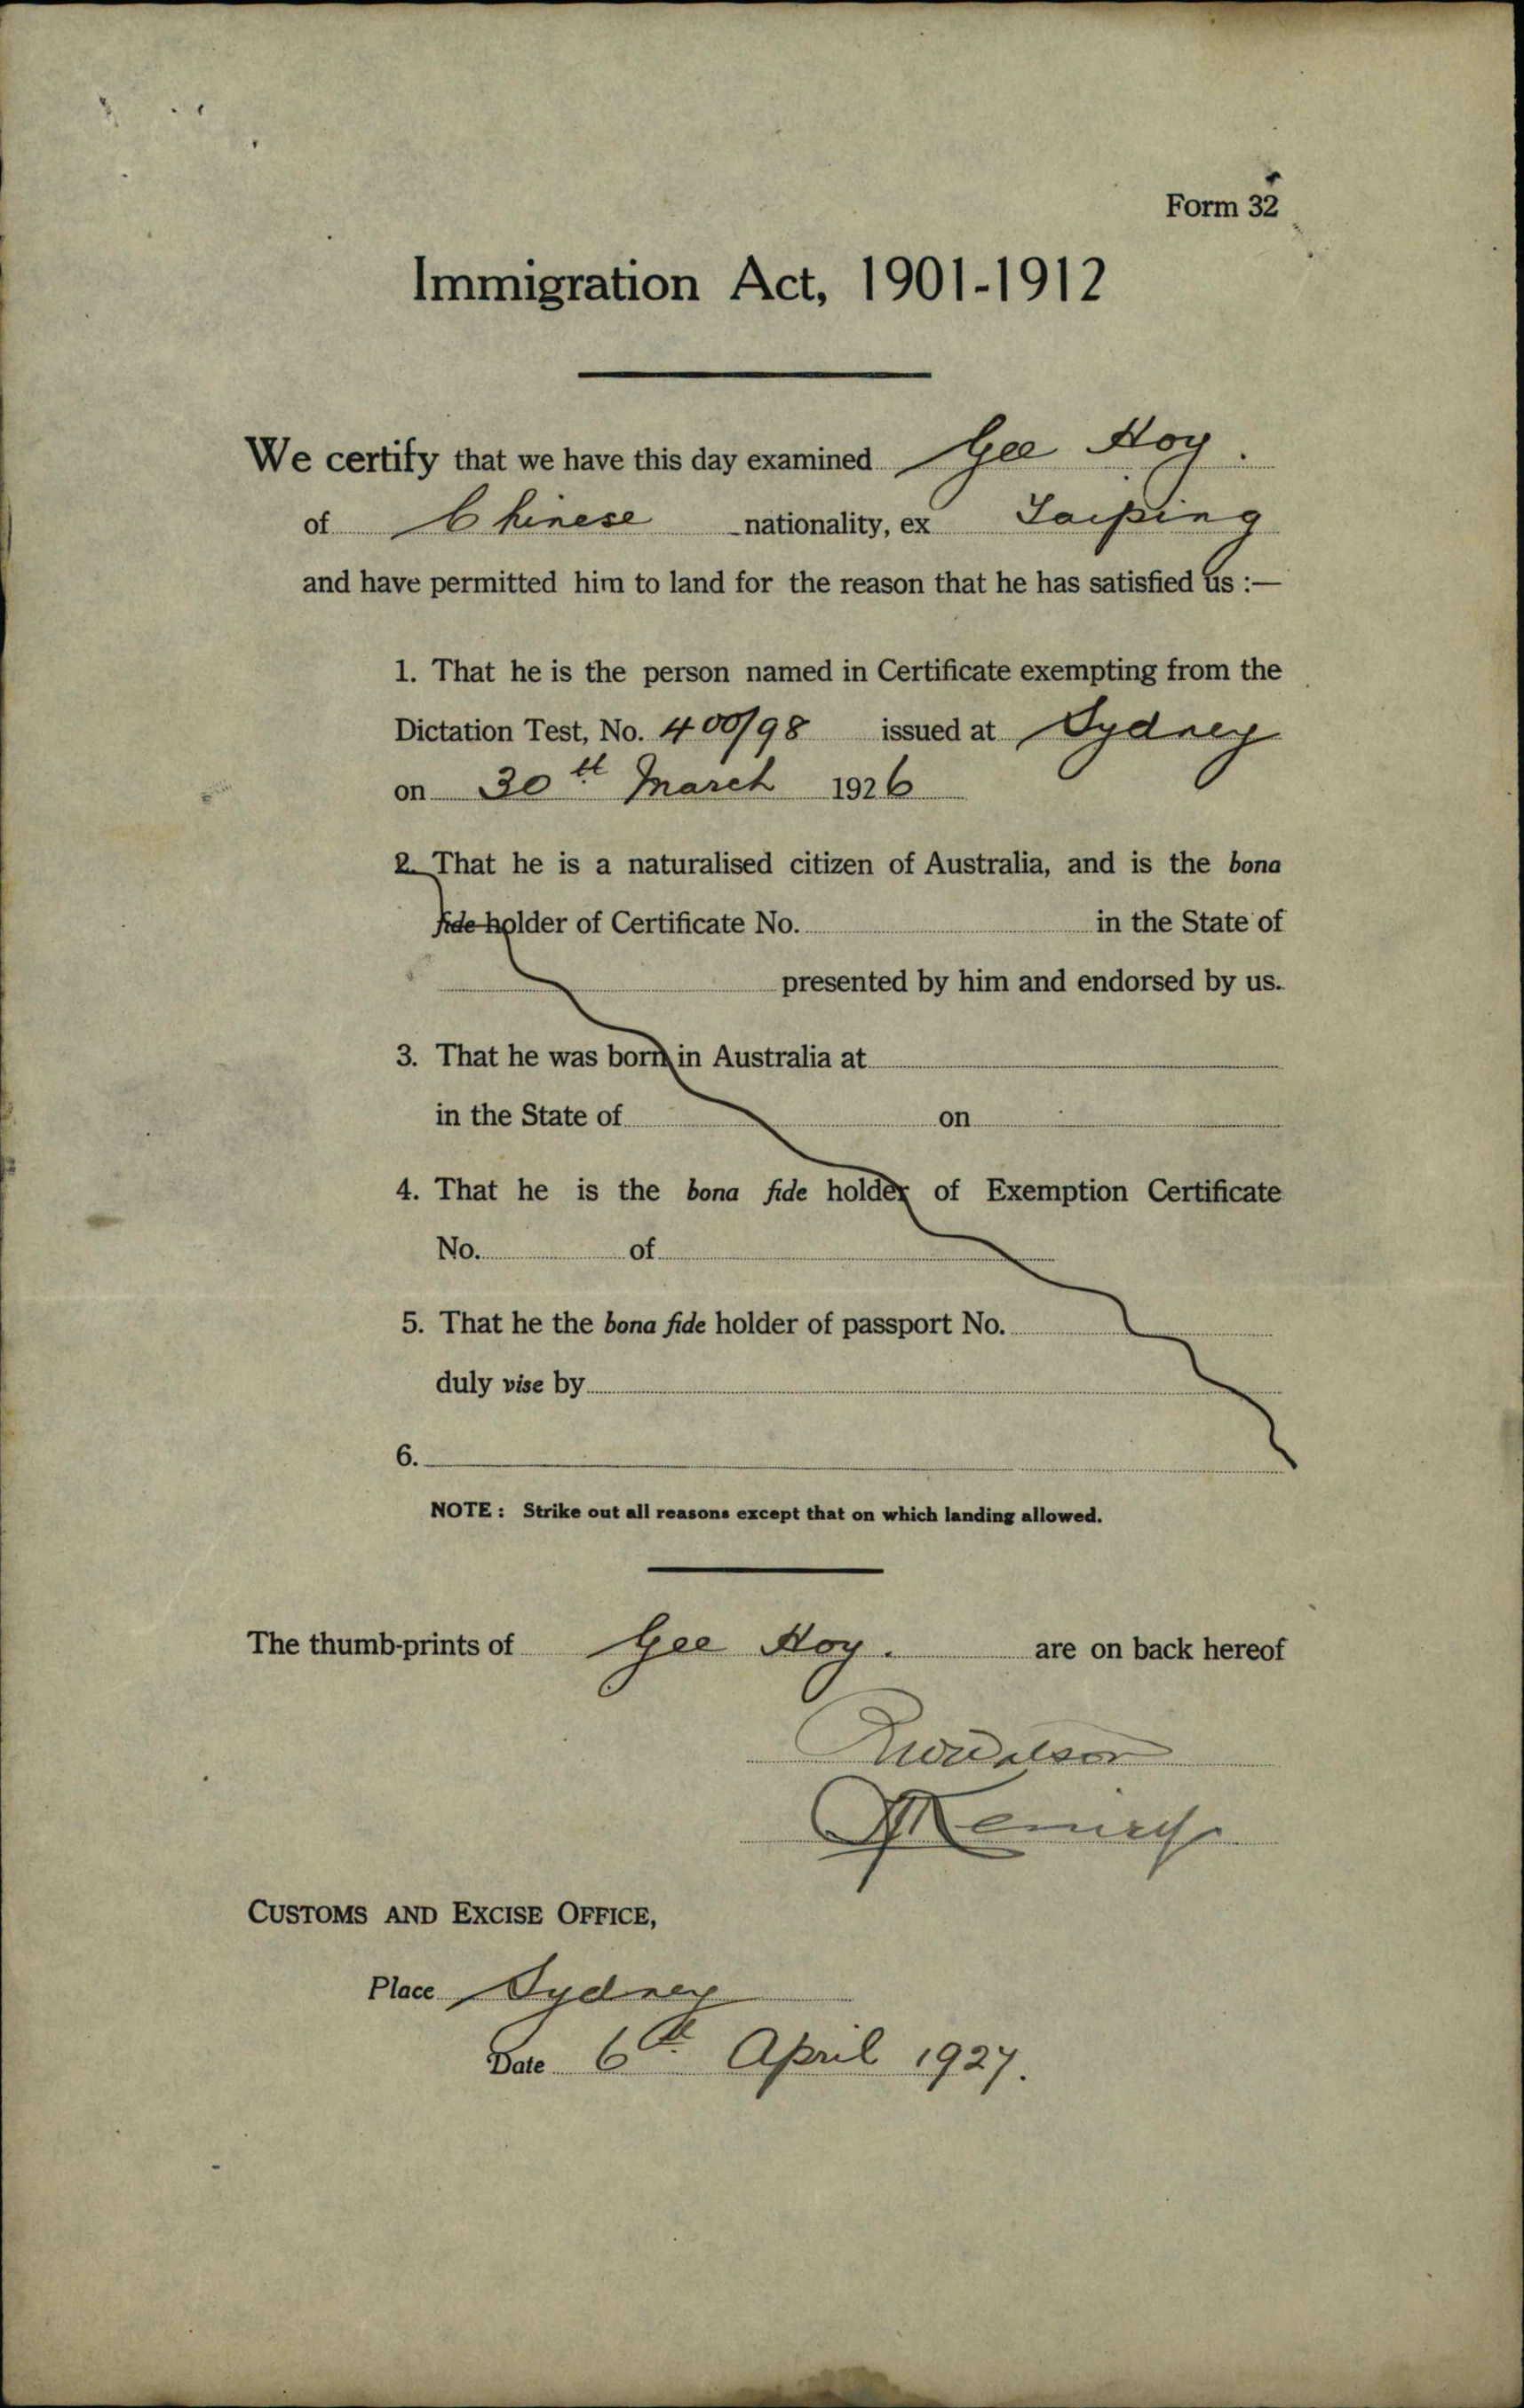 Form 32
Immigration Act, 1901-1912
We certify that we have this day examined Gee Hoy.
of Chinese nationality, ex Taiping
and have permitted him to land for the reason that he has satisfied us :—
1. That he is the person named in Certificate exempting from the
Dictation Test, No. 400/98 issued at Sydney
on 30th March 1926
2. That he is a naturalised citizen of Australia, and is the bona
fide holder of Certificate No. in the State of
presented by him and endorsed by us.
3. That he was born in Australia at
in the State of on
4. That he is the bona fide holder of Exemption Certificate
No. of
5. That he the bona fide holder of passport No.
duly vise by
6.
NOTE : Strike out all reasons except that on which landing allowed.
The thumb-prints of Gee Hoy. are on back hereof
CUSTOMS AND EXCISE OFFICE,
Place Sydney
Date 6th April 1927.